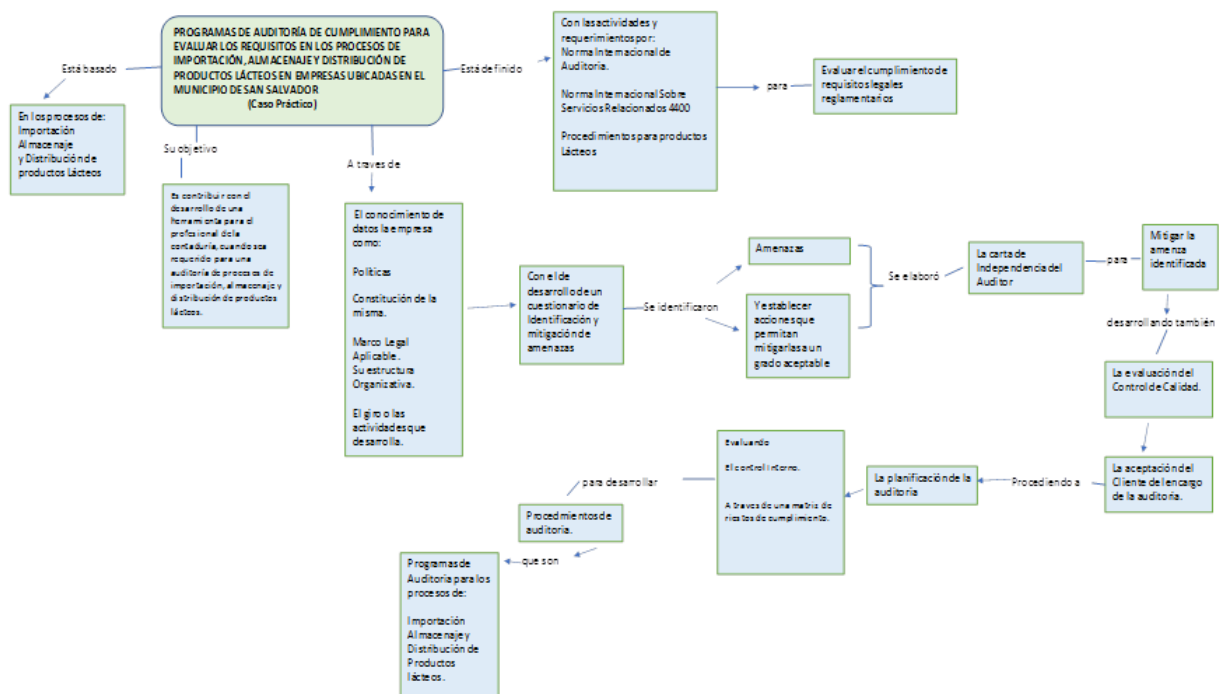 PROGRAMAS DE AUDITORÍA DE CUMPLIMIENTO PARA
EVALUAR LOS REQUISITOS EN LOS PROCESOS DE
IMPORTACIÓN, ALMACENAJE Y DISTRIBUCIÓN DE
PRODUCTOS LÁCTEOS EN EMPRESAS UBICADAS EN EL
MUNICIPIO DE SAN SALVADOR
(Caso Práctico)
Está basado
En los procesos de:
Importación
Almacenaje
y Distribución de
productos Lácteos
Su objetivo
Es contribuir con el
desarrollo de una
herramienta para el
profesional de la
contaduría, cuando sea
requerido para una
auditoría de procesos de
importación, almacenaje y
distribución de productos
lácteos.
Está definido
Con las actividades y
requerimientos por:
Norma Internacional de
Auditoria.
Norma Internacional Sobre
Servicios Relacionados 4400
Procedimientos para productos
Lácteos
para
Evaluar el cumplimiento de
requisitos legales
reglamentarios
A traves de
El conocimiento de
datos la empresa
como:
Políticas
Constitución de la
misma.
Marco Legal
Aplicable.
Su estructura
Organizativa.
El giro o las
actividades que
desarrolla.
Con el de
desarrollo de un
cuestionario de
Identificación y
mitigación de
amenazas
Se identificaron
Amenazas
Y establecer
acciones que
permitan
mitigarlas a un
grado aceptable
Se elaboró
La carta de
Independencia del
Auditor
para
Mitigar la
amenza
identificada
desarrollando también
La evaluación del
Control de Calidad.
La aceptación del
Cliente del encargo
de la auditoria.
Procediendo a
La planificación de la
auditoria
Evaluando
El control interno.
A traves de una matriz de
riestos de cumplimiento.
para desarrollar
Procedmientos de
auditoria.
que son
Programas de
Auditoria para los
procesos de:
Importación
Almacenaje y
Distribución de
Productos
lácteos.